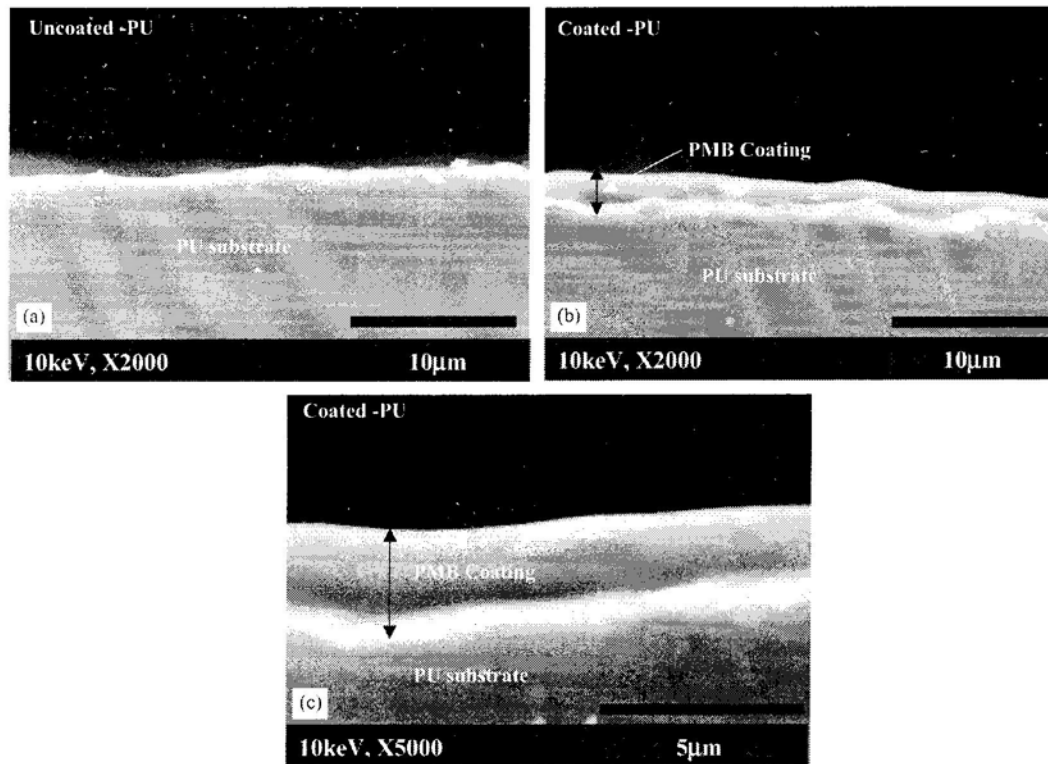 Uncoated -PU
PU substrate
(a)
10keV, X2000 10μm
Coated -PU
PMB Coating
PU substrate
(b)
10keV, X2000 10μm
Coated -PU
PMB Coating
PU substrate
(c)
10keV, X5000 5μm